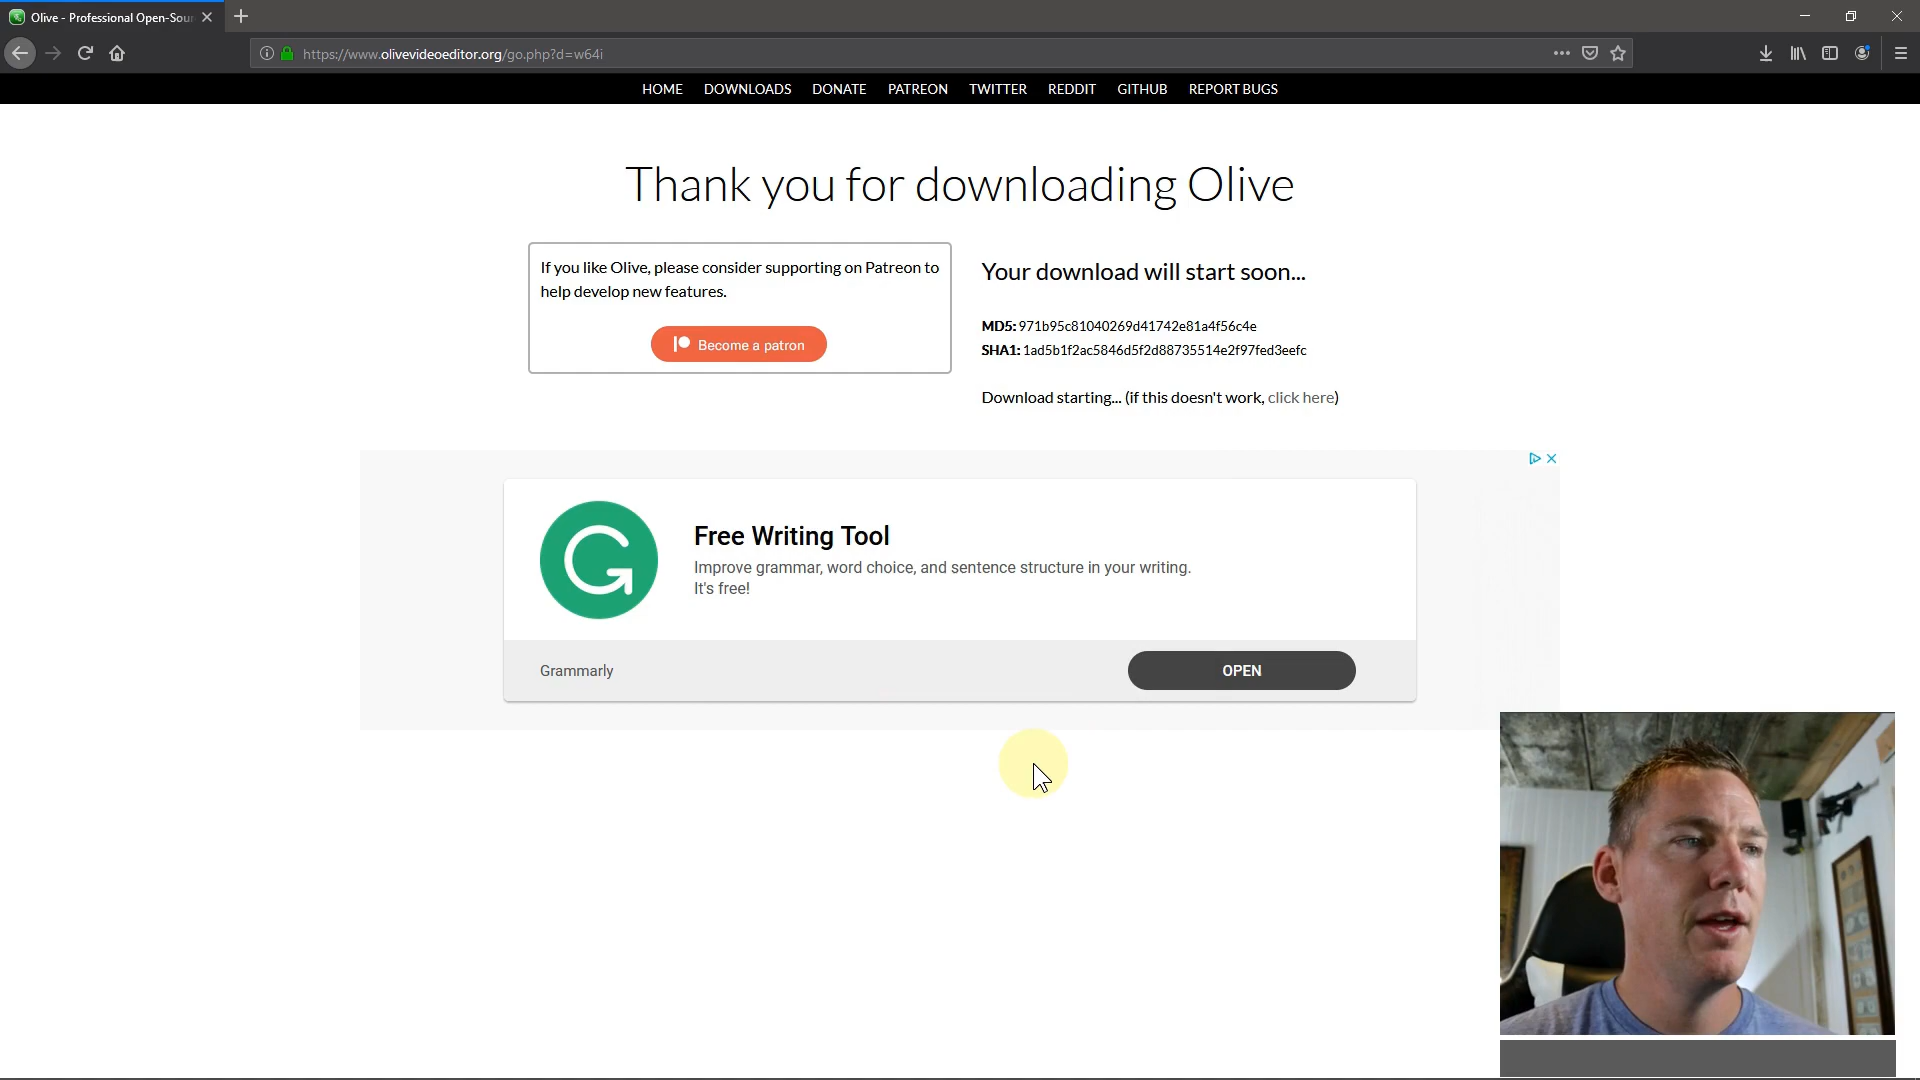 Olive - Professional Open-Sour
https://www.olivevideoeditor.org/go.php?d=w64i
HOME DOWNLOADS DONATE PATREON TWITTER REDDIT GITHUB REPORT BUGS
Thank you for downloading Olive
If you like Olive, please consider supporting on Patreon to
help develop new features.
Become a patron
Your download will start soon...
MD5: 971b95c81040269d41742e81a4f56c4e
SHA1: 1ad5b1f2ac5846d5f2d88735514e2f97fed3eefc
Download starting... (if this doesn't work, click here)
Free Writing Tool
Improve grammar, word choice, and sentence structure in your writing.
It's free!
Grammarly
OPEN